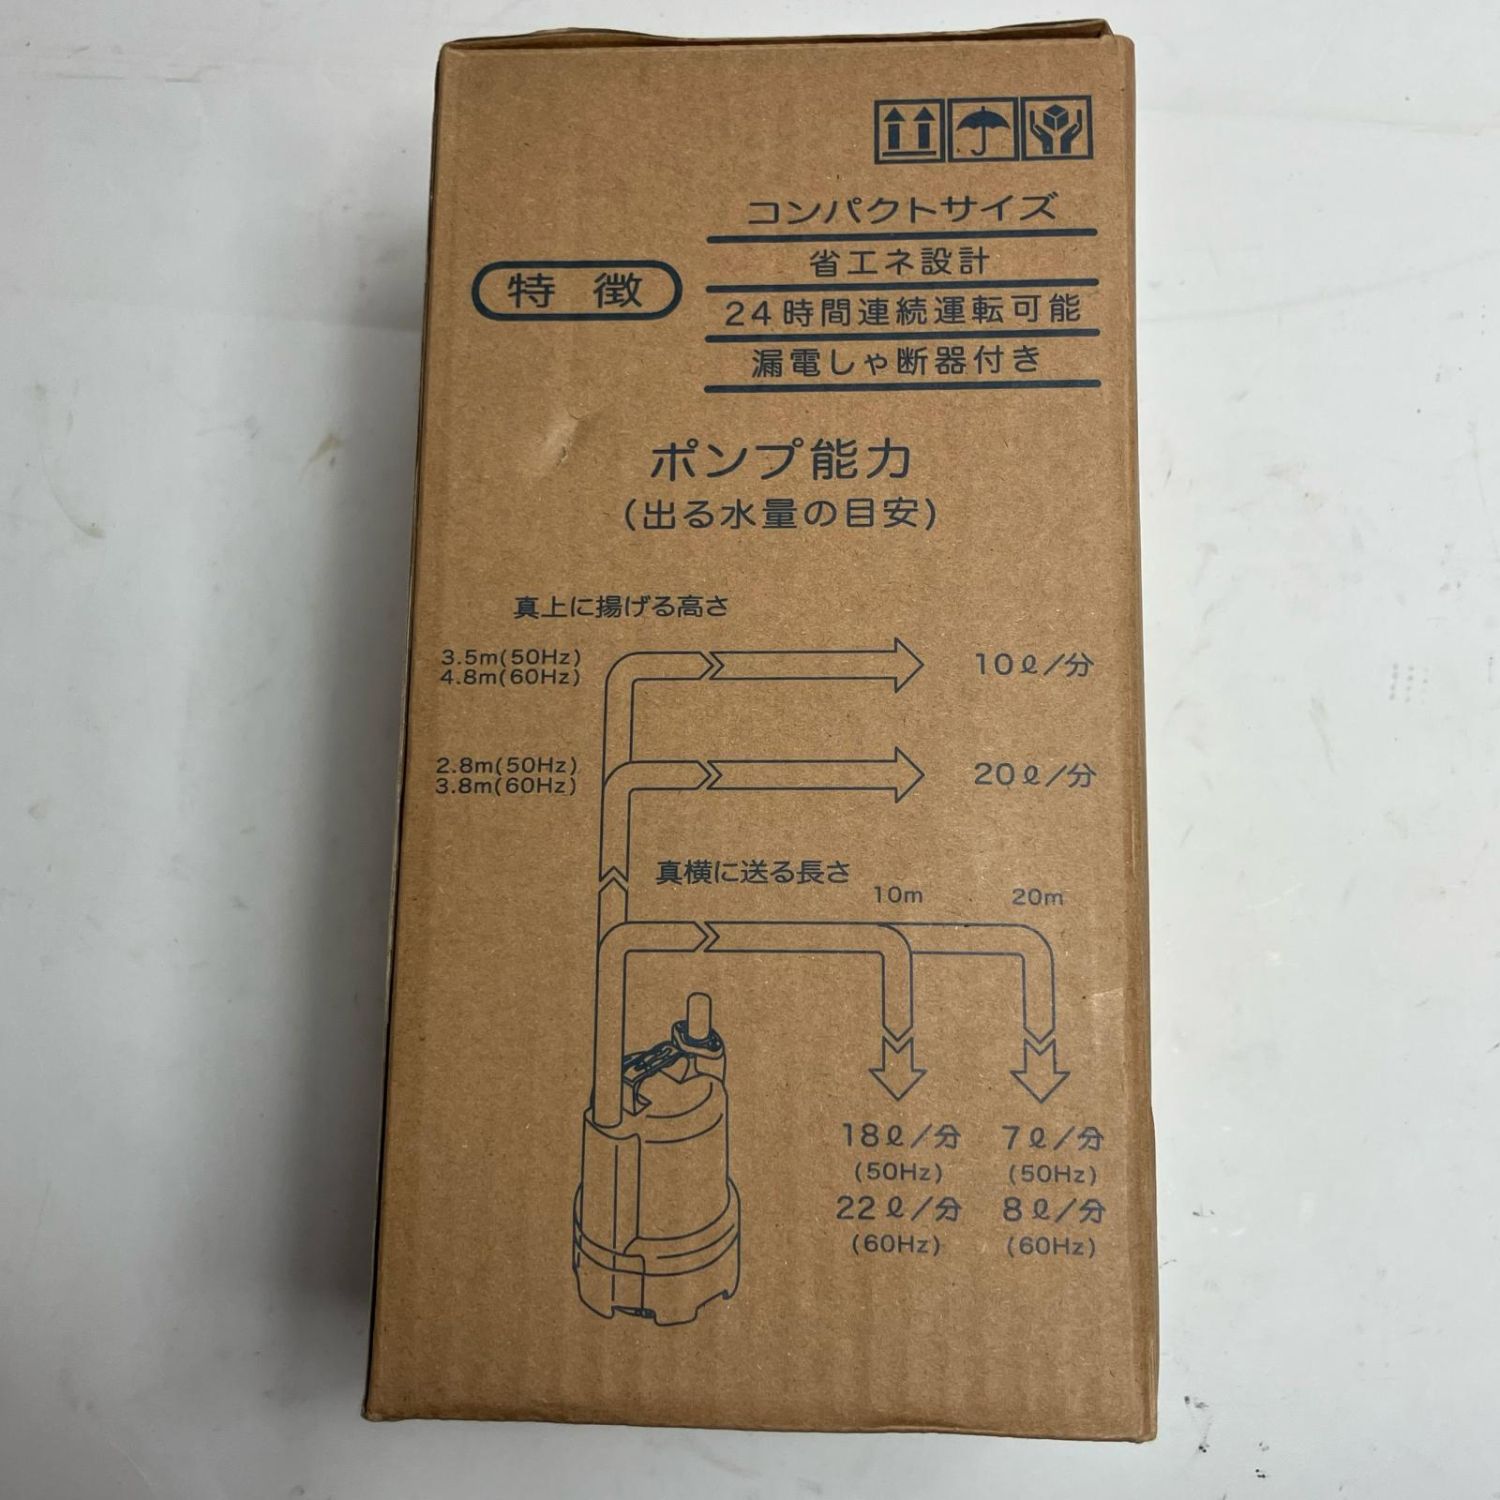 特徴
コンパクトサイズ
省エネ設計
24時間連続運転可能
漏電しゃ断器付き
ポンプ能力
(出る水量の目安)
真上に揚げる高さ
3.5m(50Hz)
4.8m(60Hz)
10ℓ/分
2.8m(50Hz)
3.8m(60Hz)
20ℓ/分
真横に送る長さ
10m 20m
18ℓ/分 7ℓ/分
(50Hz) (50Hz)
22ℓ/分 8ℓ/分
(60Hz) (60Hz)